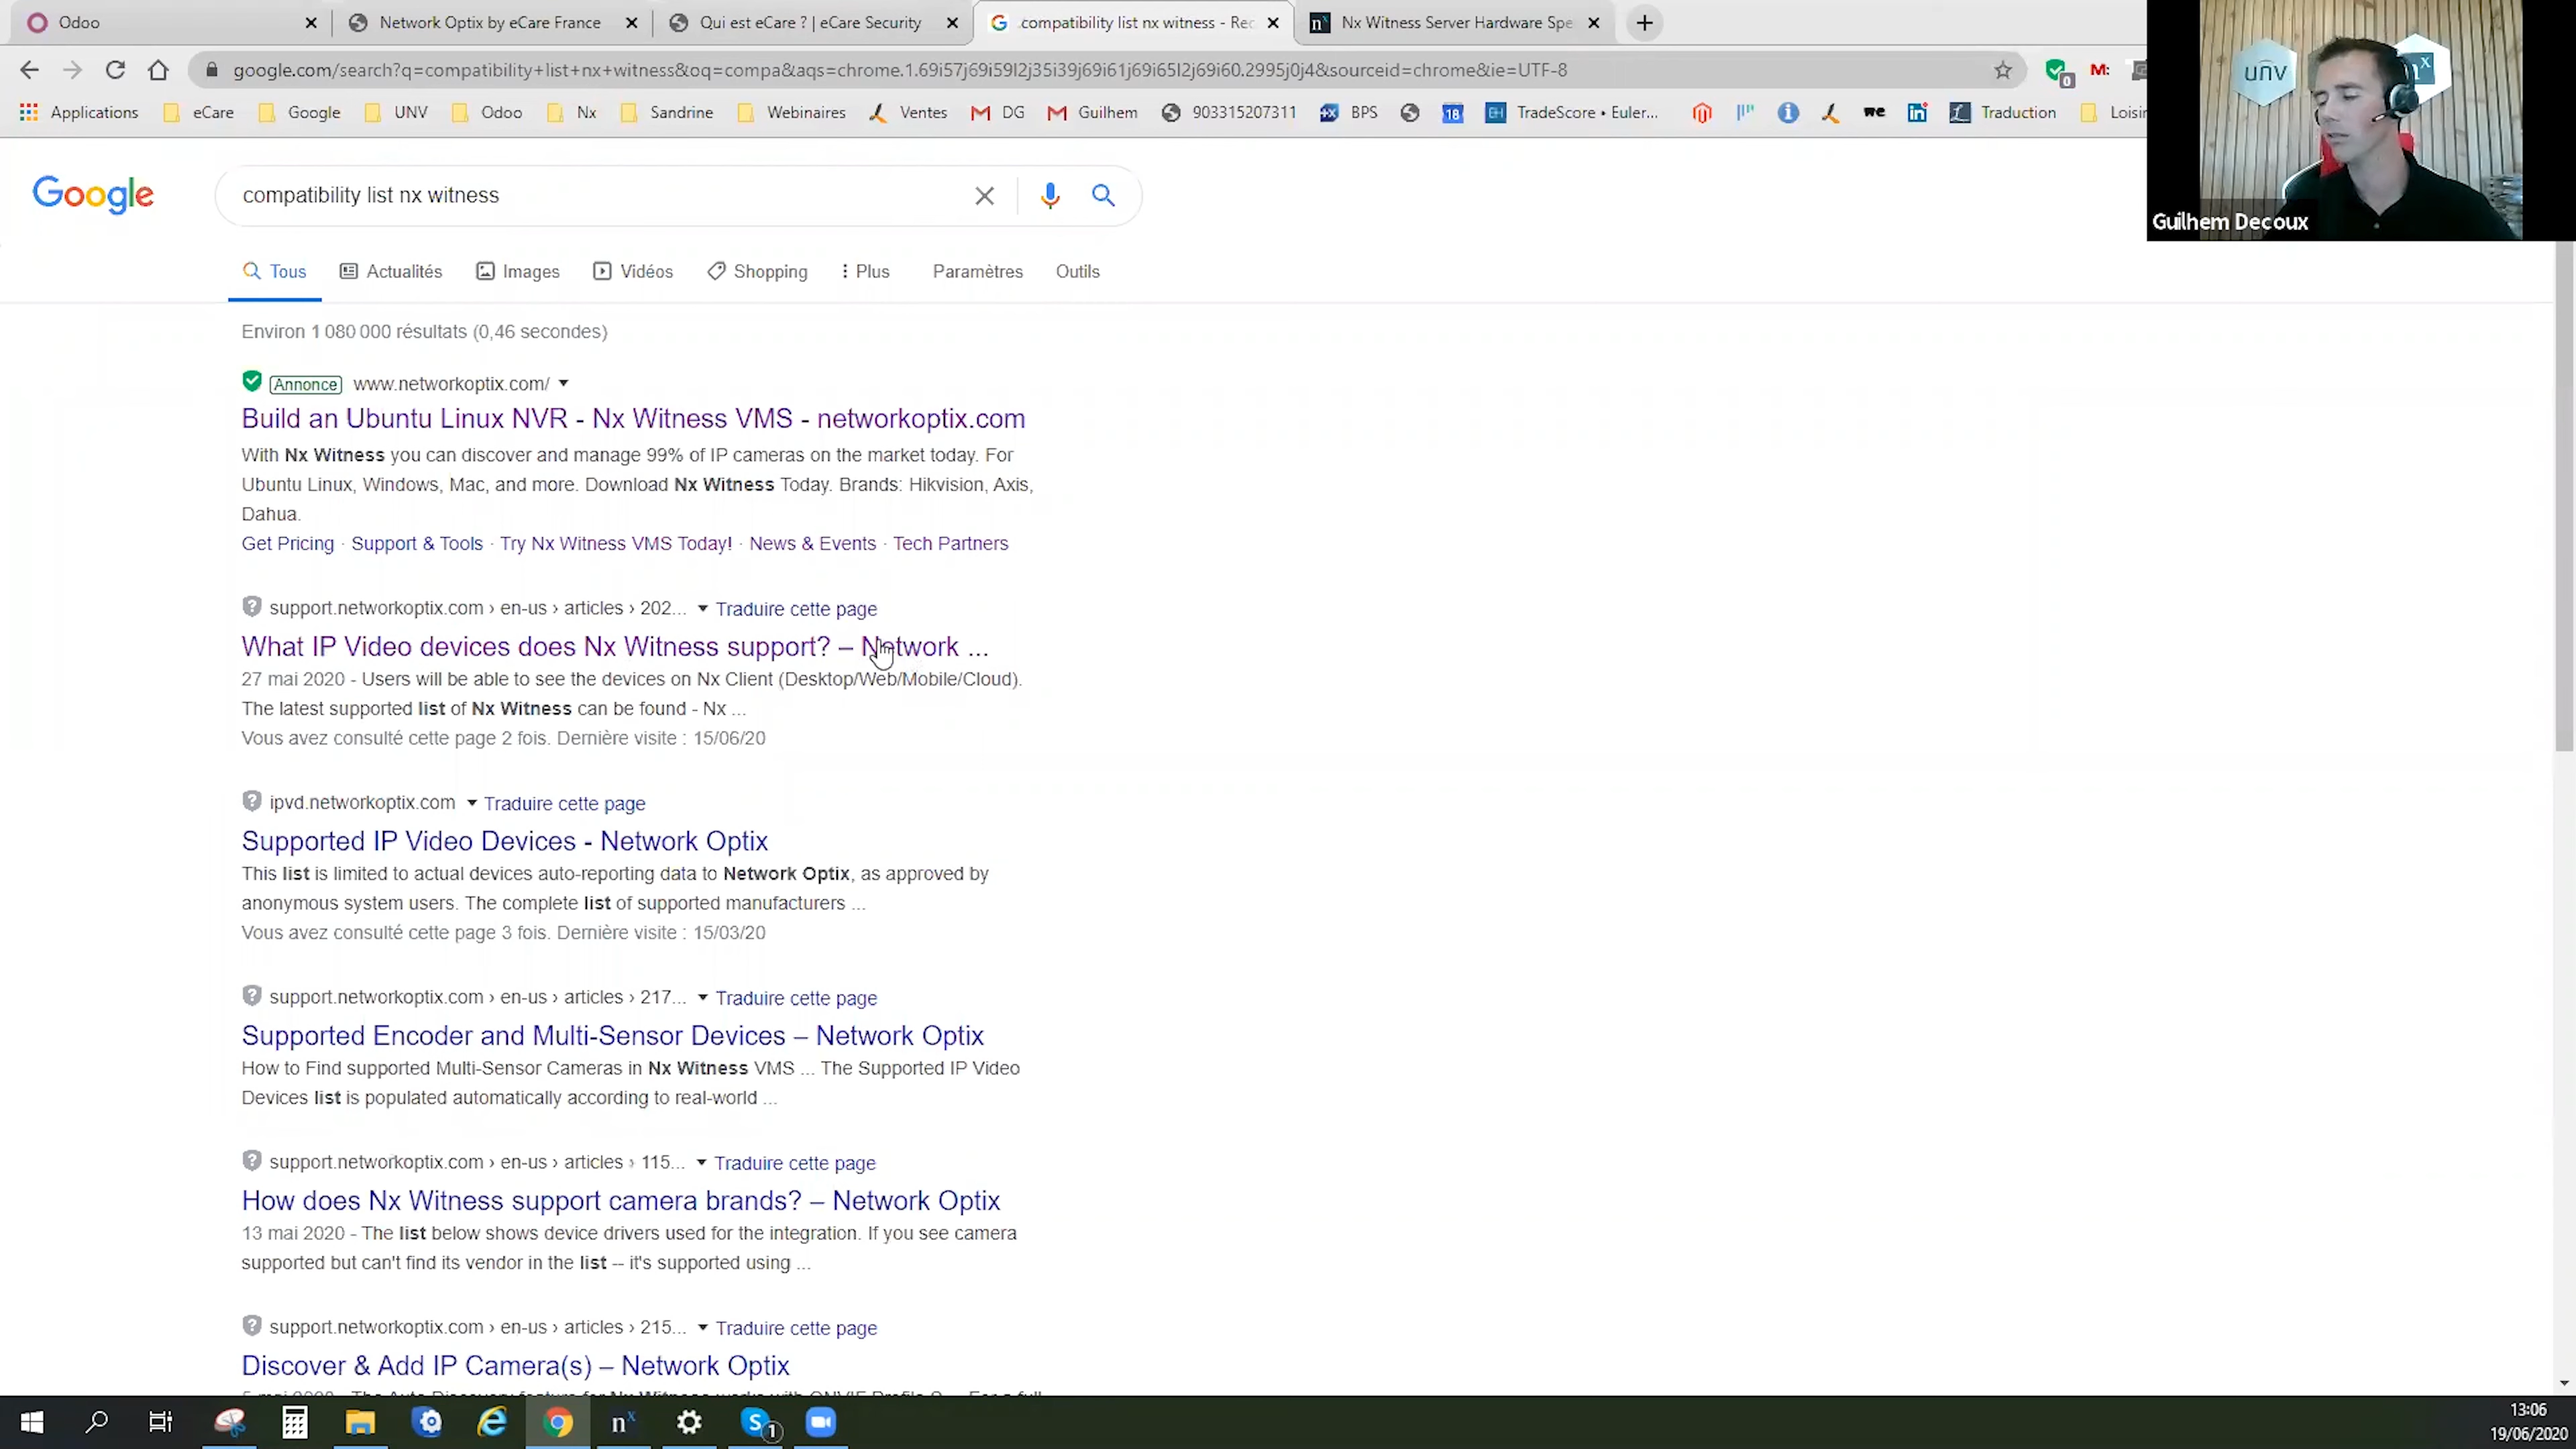 Odoo
Network Optix by eCare France
Qui est eCare ? | eCare Security
compatibility list nx witness - Rec
Nx Witness Server Hardware Spe
google.com/search?q=compatibility+list+nx+witness&oq=compa&aqs=chrome.1.69i57j69i59l2j35i39j69i61j69i65l2j69i60.2995j0j4&sourceid=chrome&ie=UTF-8
Applications eCare Google UNV Odoo Nx Sandrine Webinaires Ventes DG Guilhem 903315207311 BPS 18 TradeScore • Euler... we Traduction Loisir
unv
Guilhem Decoux
Google
compatibility list nx witness
Tous Actualités Images Vidéos Shopping Plus Paramètres Outils
Environ 1 080 000 résultats (0,46 secondes)
Annonce www.networkoptix.com/
Build an Ubuntu Linux NVR - Nx Witness VMS - networkoptix.com
With Nx Witness you can discover and manage 99% of IP cameras on the market today. For
Ubuntu Linux, Windows, Mac, and more. Download Nx Witness Today. Brands: Hikvision, Axis,
Dahua.
Get Pricing · Support & Tools · Try Nx Witness VMS Today! · News & Events · Tech Partners
support.networkoptix.com › en-us › articles › 202... Traduire cette page
What IP Video devices does Nx Witness support? – Network ...
27 mai 2020 - Users will be able to see the devices on Nx Client (Desktop/Web/Mobile/Cloud).
The latest supported list of Nx Witness can be found - Nx ...
Vous avez consulté cette page 2 fois. Dernière visite : 15/06/20
ipvd.networkoptix.com Traduire cette page
Supported IP Video Devices - Network Optix
This list is limited to actual devices auto-reporting data to Network Optix, as approved by
anonymous system users. The complete list of supported manufacturers ...
Vous avez consulté cette page 3 fois. Dernière visite : 15/03/20
support.networkoptix.com › en-us › articles › 217... Traduire cette page
Supported Encoder and Multi-Sensor Devices – Network Optix
How to Find supported Multi-Sensor Cameras in Nx Witness VMS ... The Supported IP Video
Devices list is populated automatically according to real-world ...
support.networkoptix.com › en-us › articles › 115... Traduire cette page
How does Nx Witness support camera brands? – Network Optix
13 mai 2020 - The list below shows device drivers used for the integration. If you see camera
supported but can't find its vendor in the list -- it's supported using ...
support.networkoptix.com › en-us › articles › 215... Traduire cette page
Discover & Add IP Camera(s) – Network Optix
13:06
19/06/2020